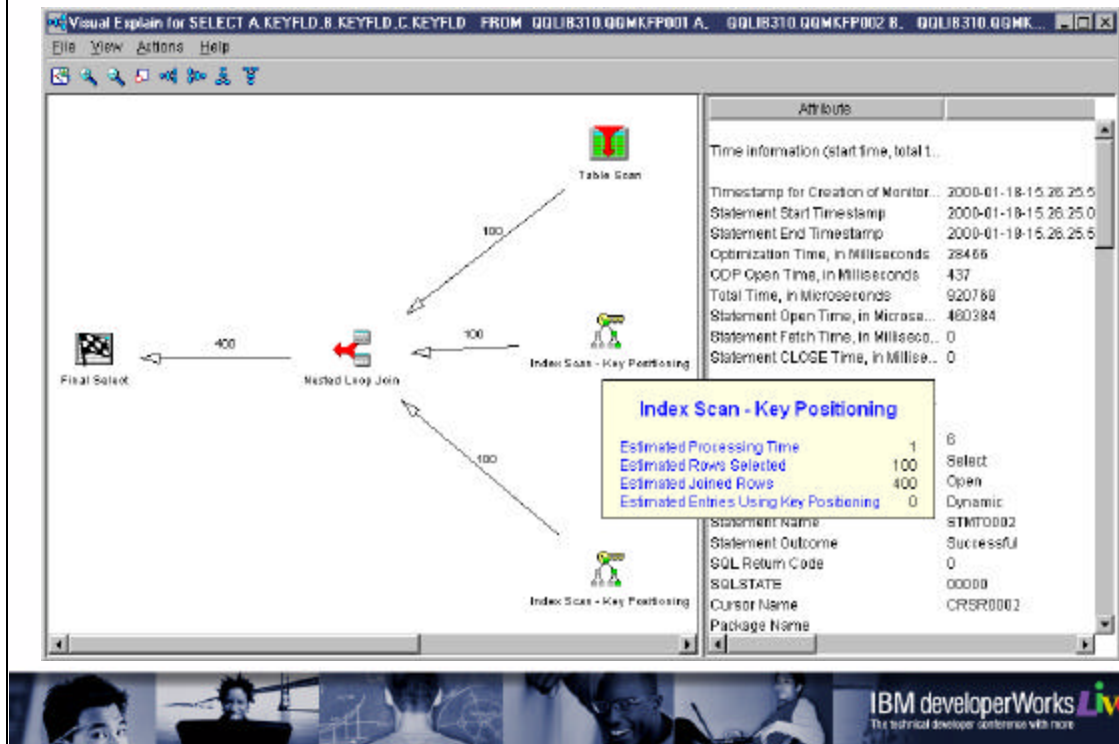 Visual Explain for SELECT A.KEYFLD,B.KEYFLD,C.KEYFLD FROM QQLIB310.QQMKFP001 A, QQLIB310.QQMKFP002 B, QQLIB310.QQMK...
File View Actions Help
Table Scan
100
400
100
Final Select
Nested Loop Join
Index Scan - Key Positioning
100
Index Scan - Key Positioning
Index Scan - Key Positioning
Estimated Processing Time 1
Estimated Rows Selected 100
Estimated Joined Rows 400
Estimated Entries Using Key Positioning 0
Attribute
Time information (start time, total t...
Timestamp for Creation of Monitor... 2000-01-18-15.26.25.5
Statement Start Timestamp 2000-01-18-15.26.25.0
Statement End Timestamp 2000-01-18-15.26.25.5
Optimization Time, in Milliseconds 28466
ODP Open Time, in Milliseconds 437
Total Time, in Microseconds 920768
Statement Open Time, in Microse... 460384
Statement Fetch Time, in Milliseco... 0
Statement CLOSE Time, in Millise... 0
6
Select
Open
Dynamic
Statement Name STMT0002
Statement Outcome Successful
SQL Return Code 0
SQLSTATE 00000
Cursor Name CRSR0002
Package Name
IBM developerWorks Liv
The technical developer conference with more